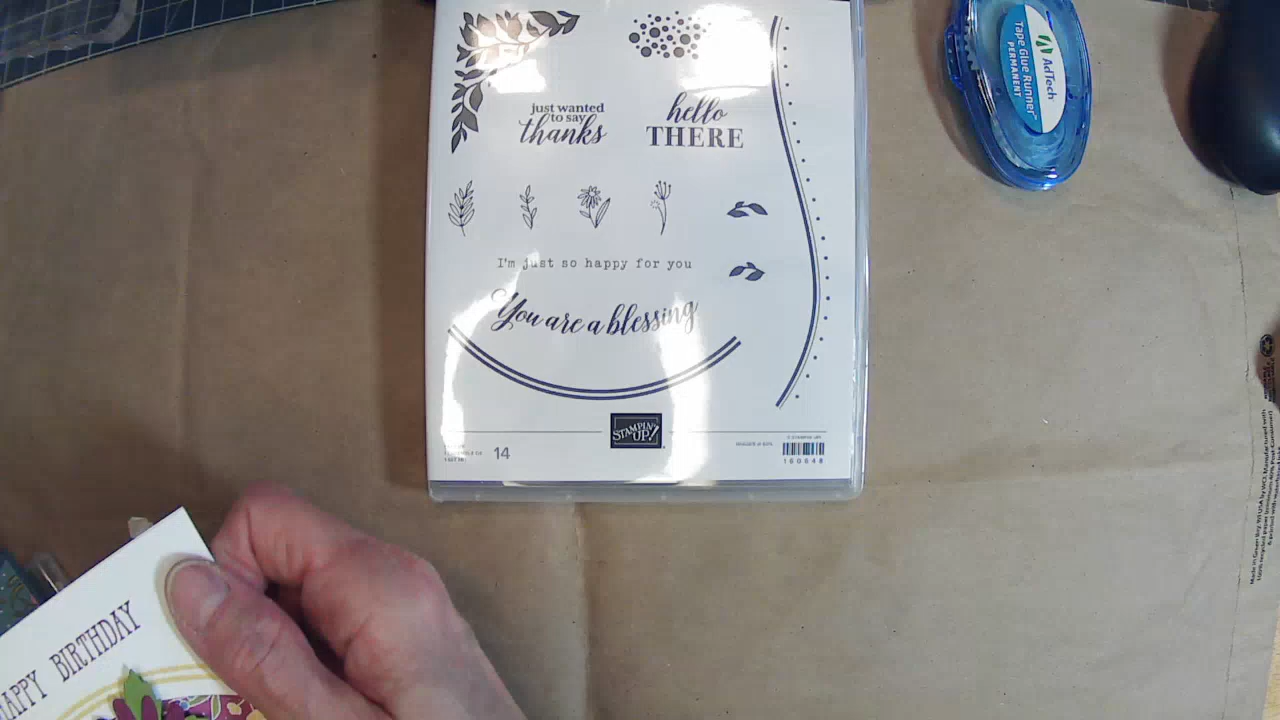 just wanted
to say
thanks
hello
THERE
I'm just so happy for you
You are a blessing
STAMPIN'
UP!
14
160648
AdTech
Tape Glue Runner
PERMANENT
HAPPY BIRTHDAY